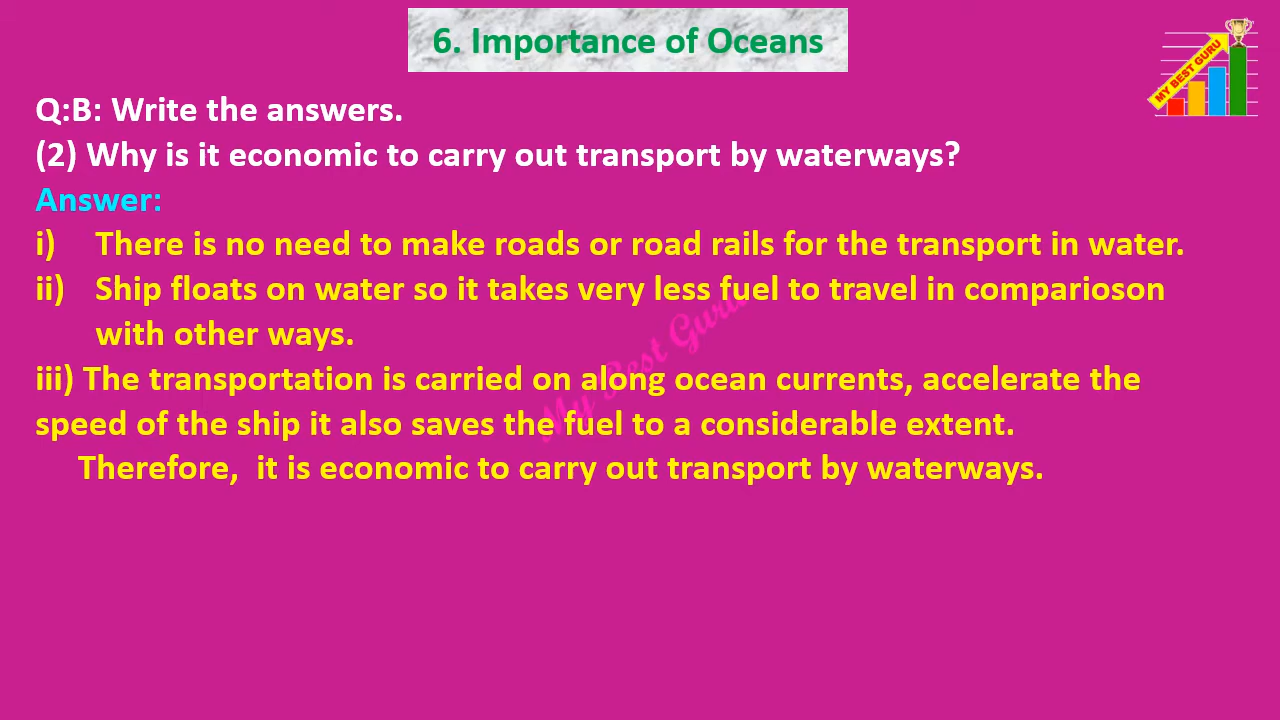 6. Importance of Oceans
MY BEST GURU
Q:B: Write the answers.
(2) Why is it economic to carry out transport by waterways?
Answer:
i) There is no need to make roads or road rails for the transport in water.
ii) Ship floats on water so it takes very less fuel to travel in comparioson
with other ways.
iii) The transportation is carried on along ocean currents, accelerate the
speed of the ship it also saves the fuel to a considerable extent.
Therefore, it is economic to carry out transport by waterways.
My Best Guru